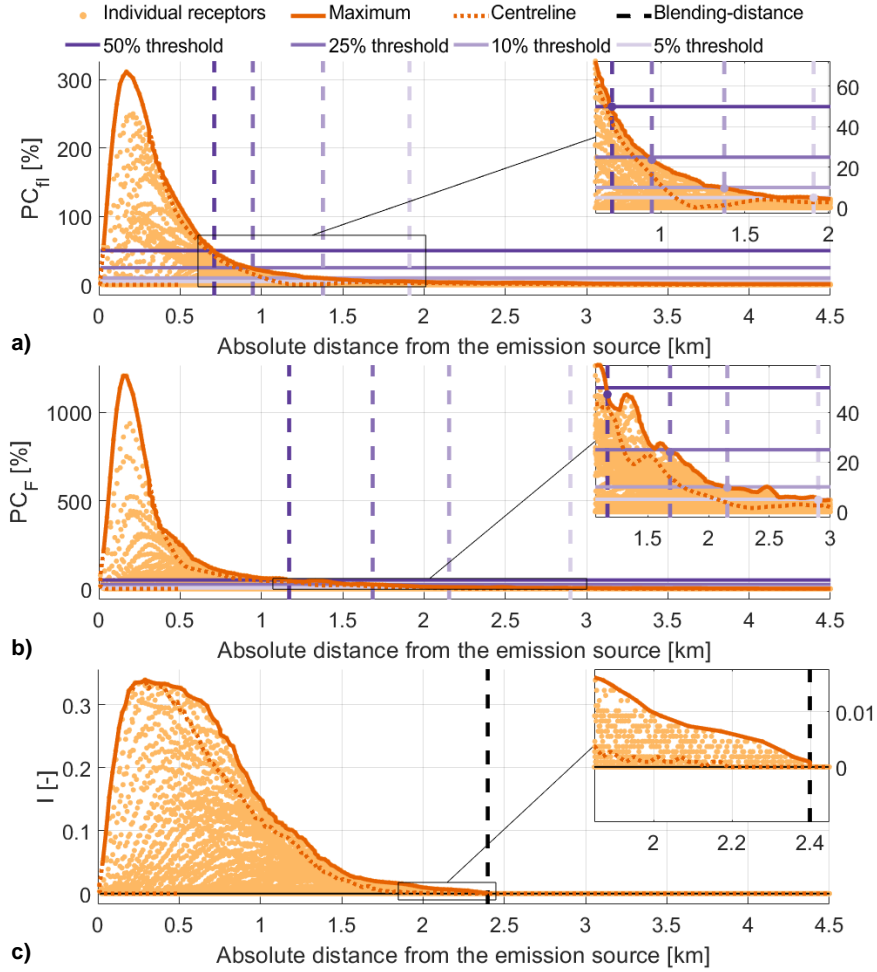 Individual receptors Maximum Centreline Blending-distance
50% threshold 25% threshold 10% threshold 5% threshold
300
200
100
0
PC_fl [%]
60
40
20
0
1 1.5 2
0 0.5 1 1.5 2 2.5 3 3.5 4 4.5
a) Absolute distance from the emission source [km]
1000
500
0
PC_F [%]
40
20
0
1.5 2 2.5 3
0 0.5 1 1.5 2 2.5 3 3.5 4 4.5
b) Absolute distance from the emission source [km]
0.3
0.2
0.1
0
I [-]
0.01
0
2 2.2 2.4
0 0.5 1 1.5 2 2.5 3 3.5 4 4.5
c) Absolute distance from the emission source [km]